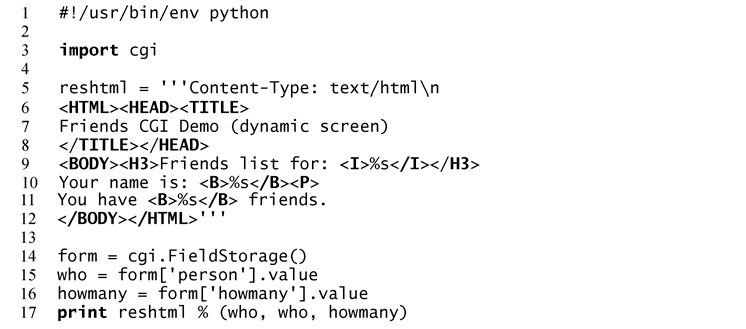 1 #!/usr/bin/env python
2
3 import cgi
4
5 reshtml = '''Content-Type: text/html\n
6 <HTML><HEAD><TITLE>
7 Friends CGI Demo (dynamic screen)
8 </TITLE></HEAD>
9 <BODY><H3>Friends list for: <I>%s</I></H3>
10 Your name is: <B>%s</B><P>
11 You have <B>%s</B> friends.
12 </BODY></HTML>'''
13
14 form = cgi.FieldStorage()
15 who = form['person'].value
16 howmany = form['howmany'].value
17 print reshtml % (who, who, howmany)